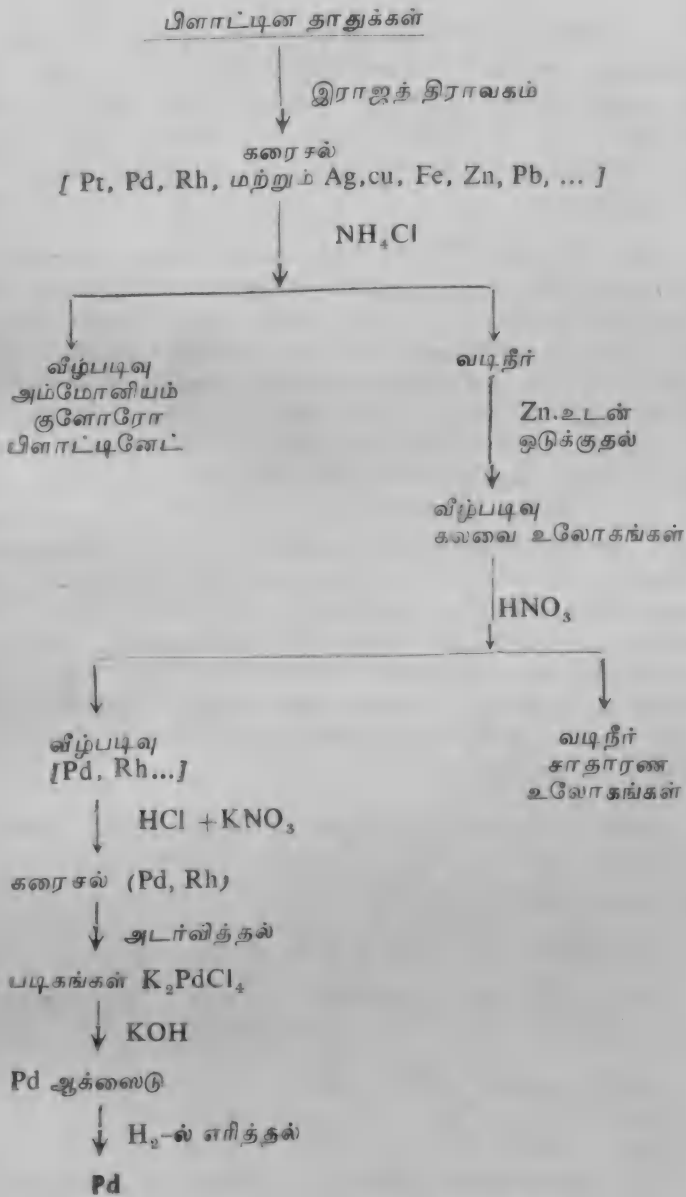 பிளாட்டின தாதுக்கள்
இராஜத் திராவகம்
கரைசல்
[ Pt, Pd, Rh, மற்றும் Ag,cu, Fe, Zn, Pb, ... ]
NH₄Cl
வீழ்படிவு
அம்மோனியம்
குளோரோ
பிளாட்டினேட்
வடிநீர்
Zn.உடன்
ஒடுக்குதல்
வீழ்படிவு
கலவை உலோகங்கள்
HNO₃
வீழ்படிவு
[Pd, Rh...]
வடிநீர்
சாதாரண
உலோகங்கள்
HCl +KNO₃
கரைசல் (Pd, Rh)
அடர்வித்தல்
படிகங்கள் K₂PdCl₄
KOH
Pd ஆக்ஸைடு
H₂-ல் எரித்தல்
Pd